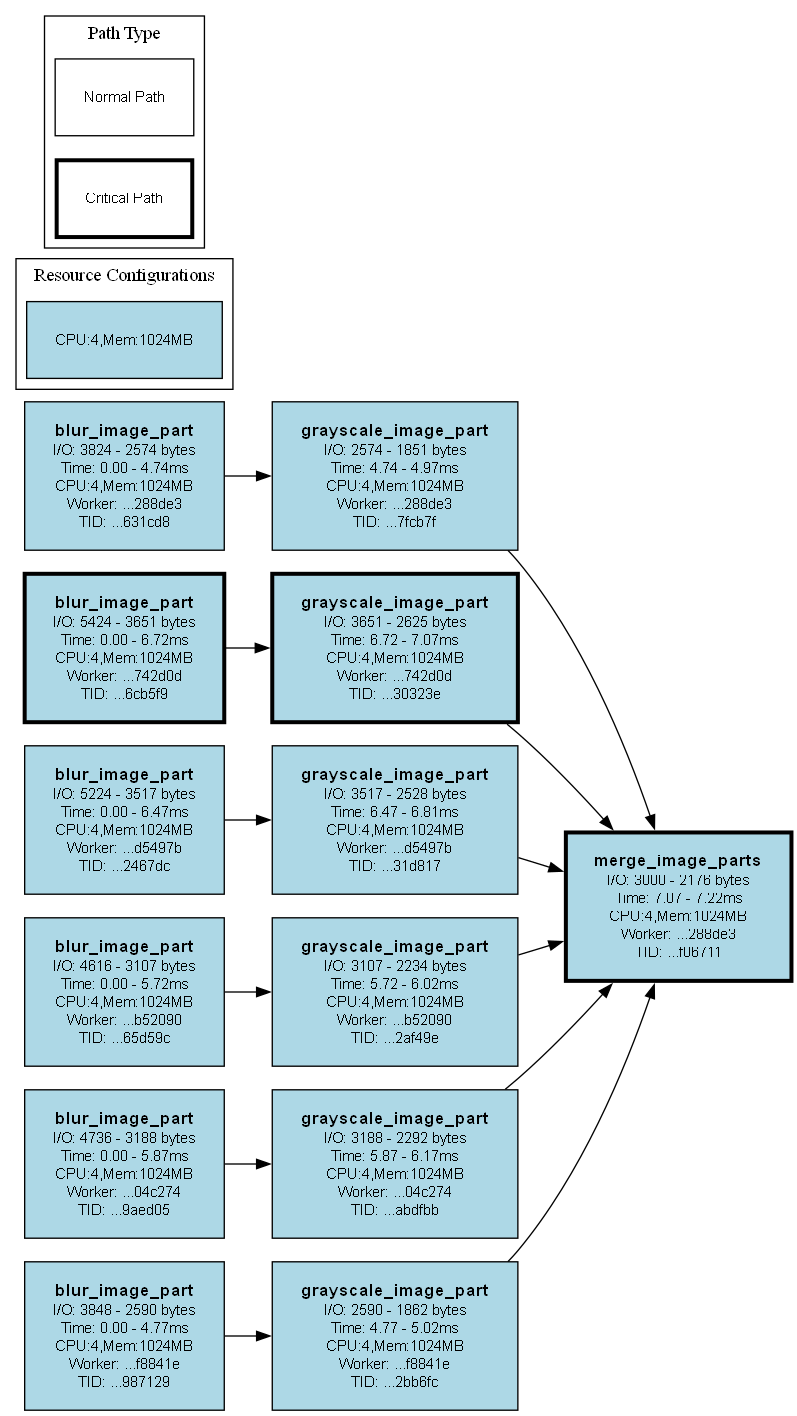 Path Type
Normal Path
Critical Path
Resource Configurations
CPU:4,Mem:1024MB
blur_image_part
I/O: 3824 - 2574 bytes
Time: 0.00 - 4.74ms
CPU:4,Mem:1024MB
Worker: ...288de3
TID: ...631cd8
grayscale_image_part
I/O: 2574 - 1851 bytes
Time: 4.74 - 4.97ms
CPU:4,Mem:1024MB
Worker: ...288de3
TID: ...7fcb7f
blur_image_part
I/O: 5424 - 3651 bytes
Time: 0.00 - 6.72ms
CPU:4,Mem:1024MB
Worker: ...742d0d
TID: ...6cb5f9
grayscale_image_part
I/O: 3651 - 2625 bytes
Time: 6.72 - 7.07ms
CPU:4,Mem:1024MB
Worker: ...742d0d
TID: ...30323e
blur_image_part
I/O: 5224 - 3517 bytes
Time: 0.00 - 6.47ms
CPU:4,Mem:1024MB
Worker: ...d5497b
TID: ...2467dc
grayscale_image_part
I/O: 3517 - 2528 bytes
Time: 6.47 - 6.81ms
CPU:4,Mem:1024MB
Worker: ...d5497b
TID: ...31d817
merge_image_parts
I/O: 3000 - 2176 bytes
Time: 7.07 - 7.22ms
CPU:4,Mem:1024MB
Worker: ...288de3
TID: ...f06711
blur_image_part
I/O: 4616 - 3107 bytes
Time: 0.00 - 5.72ms
CPU:4,Mem:1024MB
Worker: ...b52090
TID: ...65d59c
grayscale_image_part
I/O: 3107 - 2234 bytes
Time: 5.72 - 6.02ms
CPU:4,Mem:1024MB
Worker: ...b52090
TID: ...2af49e
blur_image_part
I/O: 4736 - 3188 bytes
Time: 0.00 - 5.87ms
CPU:4,Mem:1024MB
Worker: ...04c274
TID: ...9aed05
grayscale_image_part
I/O: 3188 - 2292 bytes
Time: 5.87 - 6.17ms
CPU:4,Mem:1024MB
Worker: ...04c274
TID: ...abdfbb
blur_image_part
I/O: 3848 - 2590 bytes
Time: 0.00 - 4.77ms
CPU:4,Mem:1024MB
Worker: ...f8841e
TID: ...987129
grayscale_image_part
I/O: 2590 - 1862 bytes
Time: 4.77 - 5.02ms
CPU:4,Mem:1024MB
Worker: ...f8841e
TID: ...2bb6fc